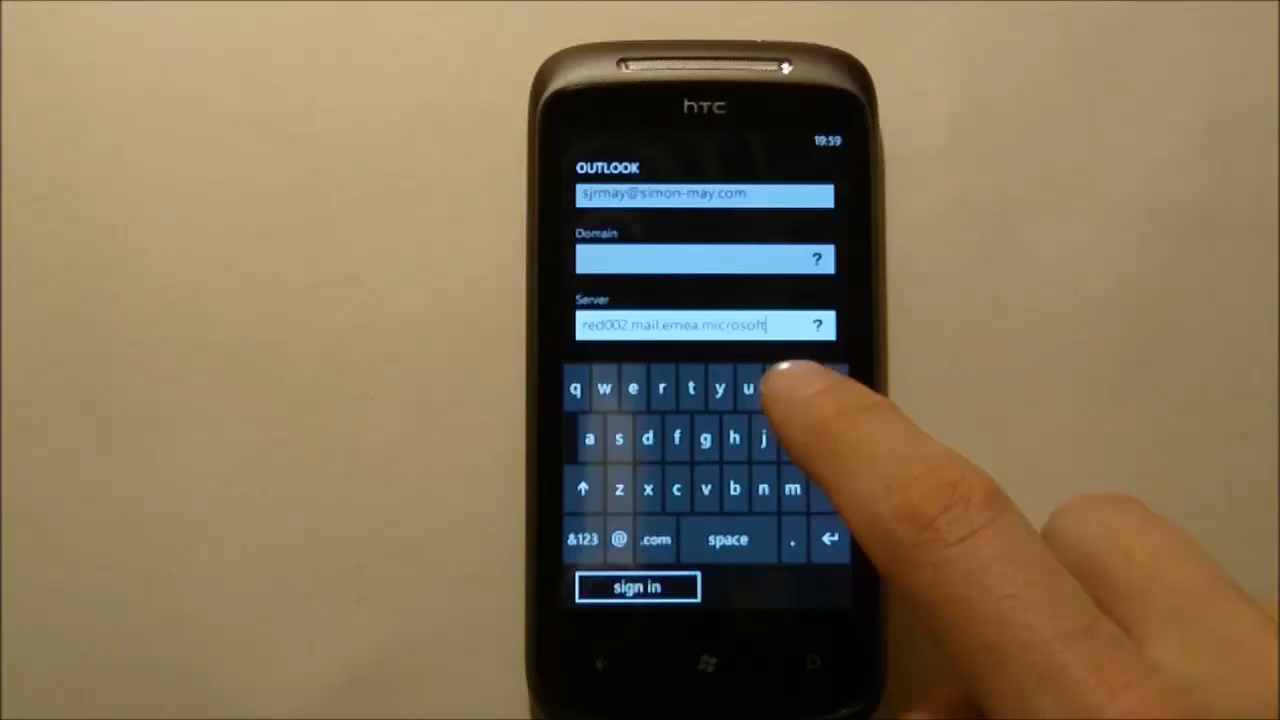 hTC
19:59
OUTLOOK
sjrmay@simon-may.com
Domain
?
Server
red002.mail.emea.microsoft ?
q w e r t y u
a s d f g h j
z x c v b n m
&123 @ .com space .
sign in